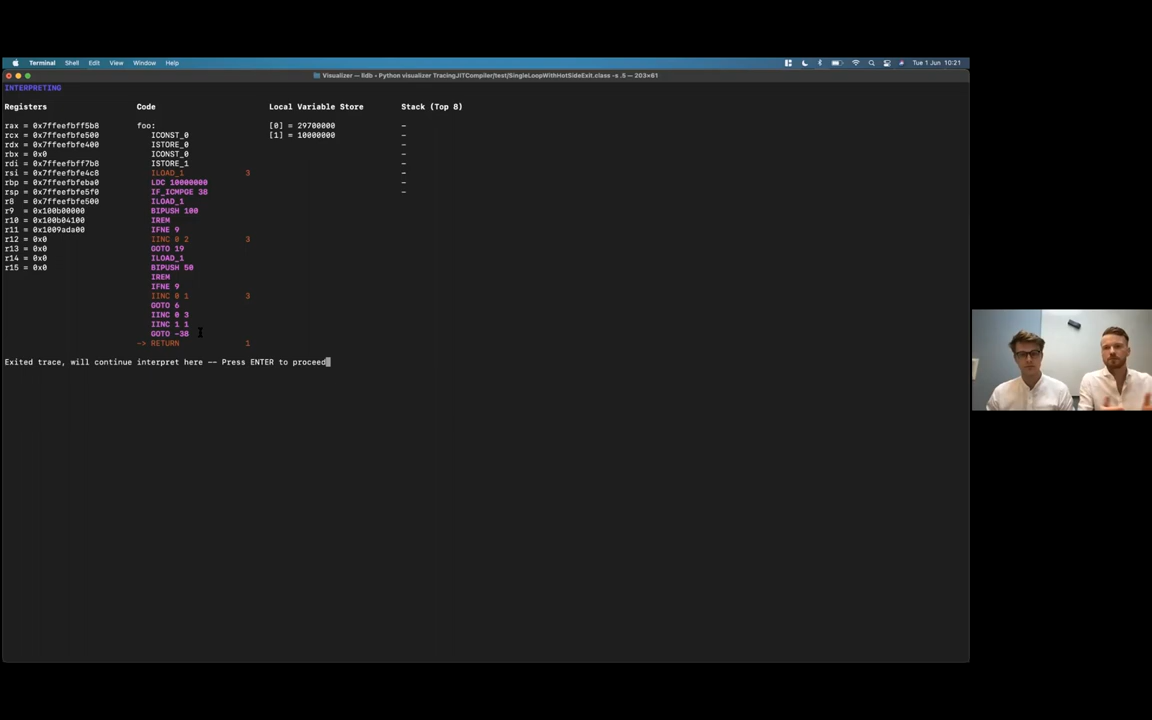 Terminal Shell Edit View Window Help Tue 1 Jun 10:21
Visualizer — lldb ◂ Python visualizer TracingJITCompiler/test/SingleLoopWithHotSideExit.class -s .5 — 203×61
INTERPRETING
Registers Code Local Variable Store Stack (Top 8)
rax = 0x7ffeefbff5b8 foo: [0] = 29700000 –
rcx = 0x7ffeefbfe500 ICONST_0 [1] = 10000000 –
rdx = 0x7ffeefbfe400 ISTORE_0 –
rbx = 0x0 ICONST_0 –
rdi = 0x7ffeefbff7b8 ISTORE_1 –
rsi = 0x7ffeefbfe4c8 ILOAD_1 3 –
rbp = 0x7ffeefbfeba0 LDC 10000000 –
rsp = 0x7ffeefbfe5f0 IF_ICMPGE 38 –
r8 = 0x7ffeefbfe500 ILOAD_1
r9 = 0x100b00000 BIPUSH 100
r10 = 0x100b04100 IREM
r11 = 0x1009ada00 IFNE 9
r12 = 0x0 IINC 0 2 3
r13 = 0x0 GOTO 19
r14 = 0x0 ILOAD_1
r15 = 0x0 BIPUSH 50
IREM
IFNE 9
IINC 0 1 3
GOTO 6
IINC 0 3
IINC 1 1
GOTO -38
-> RETURN 1
Exited trace, will continue interpret here -- Press ENTER to proceed